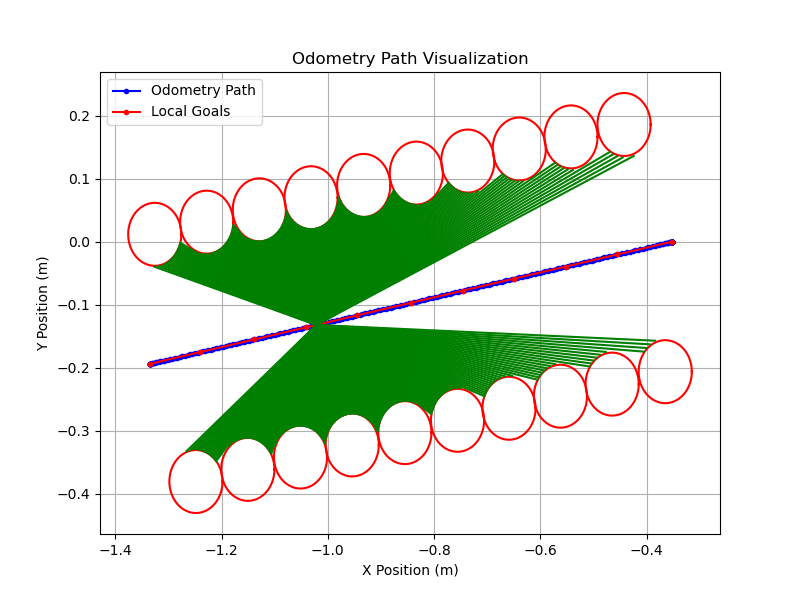 Odometry Path Visualization
Odometry Path
Local Goals
Y Position (m)
0.2
0.1
0.0
−0.1
−0.2
−0.3
−0.4
−1.4 −1.2 −1.0 −0.8 −0.6 −0.4
X Position (m)